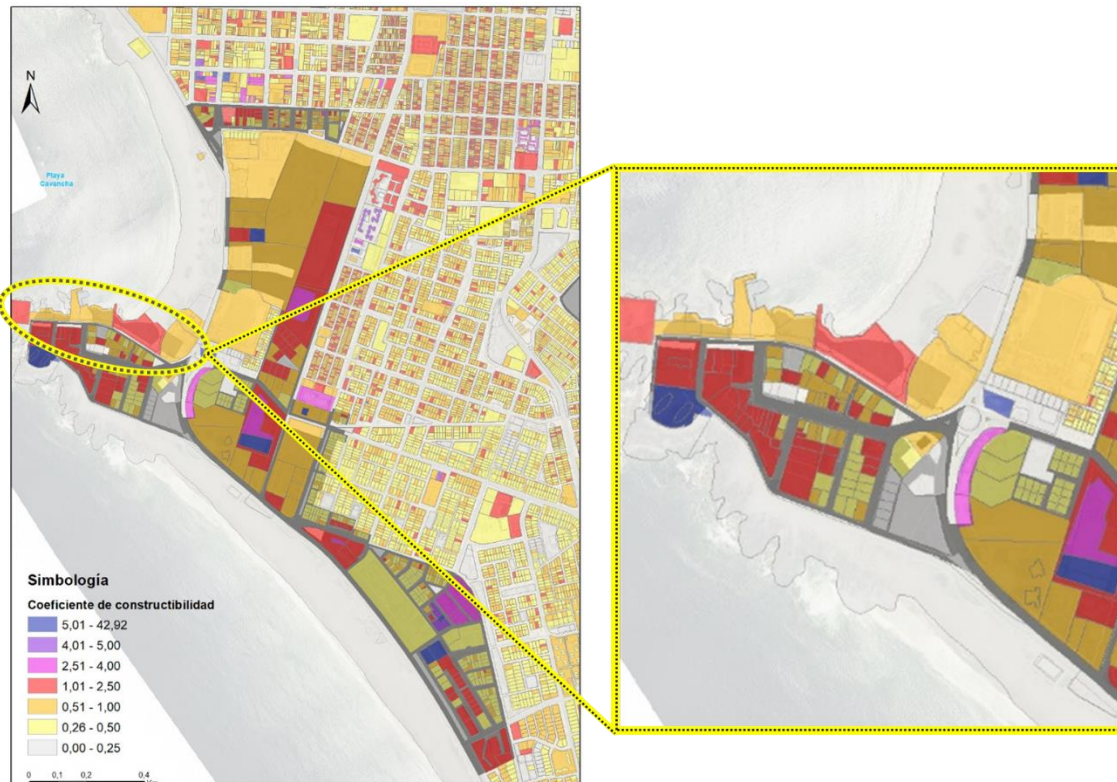 N
Playa
Cavancha
Simbología
Coeficiente de constructibilidad
5,01 - 42,92
4,01 - 5,00
2,51 - 4,00
1,01 - 2,50
0,51 - 1,00
0,26 - 0,50
0,00 - 0,25
0 0,1 0,2 0,4